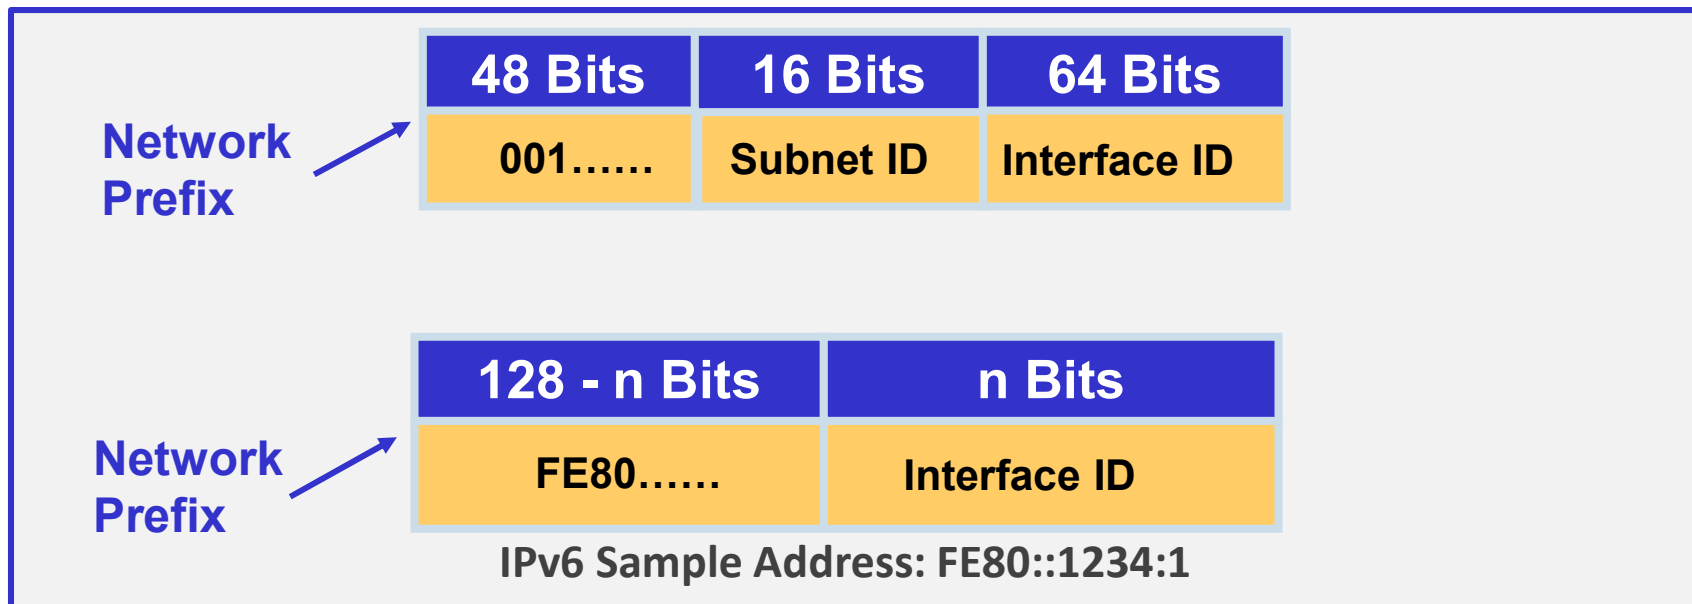 48 Bits 16 Bits 64 Bits
Network
Prefix
001...... Subnet ID Interface ID
128 - n Bits n Bits
Network
Prefix
FE80...... Interface ID
IPv6 Sample Address: FE80::1234:1